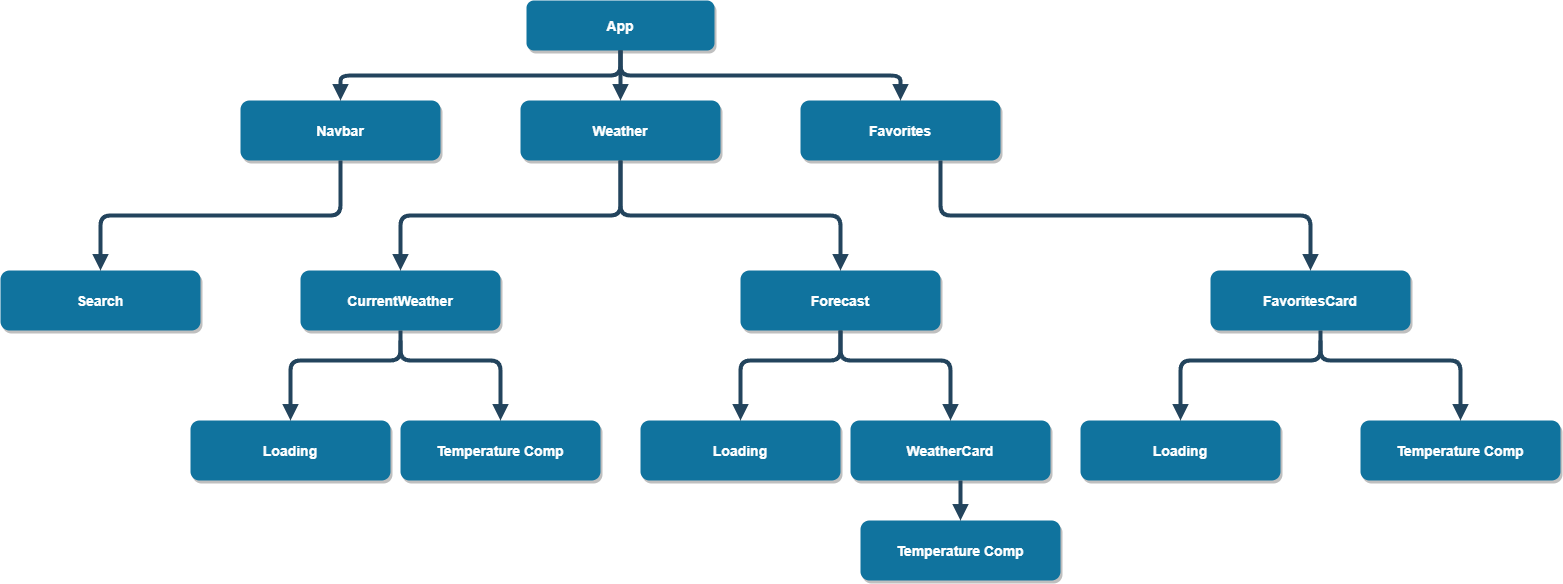 App
Navbar
Weather
Favorites
Search
CurrentWeather
Forecast
FavoritesCard
Loading
Temperature Comp
Loading
WeatherCard
Loading
Temperature Comp
Temperature Comp